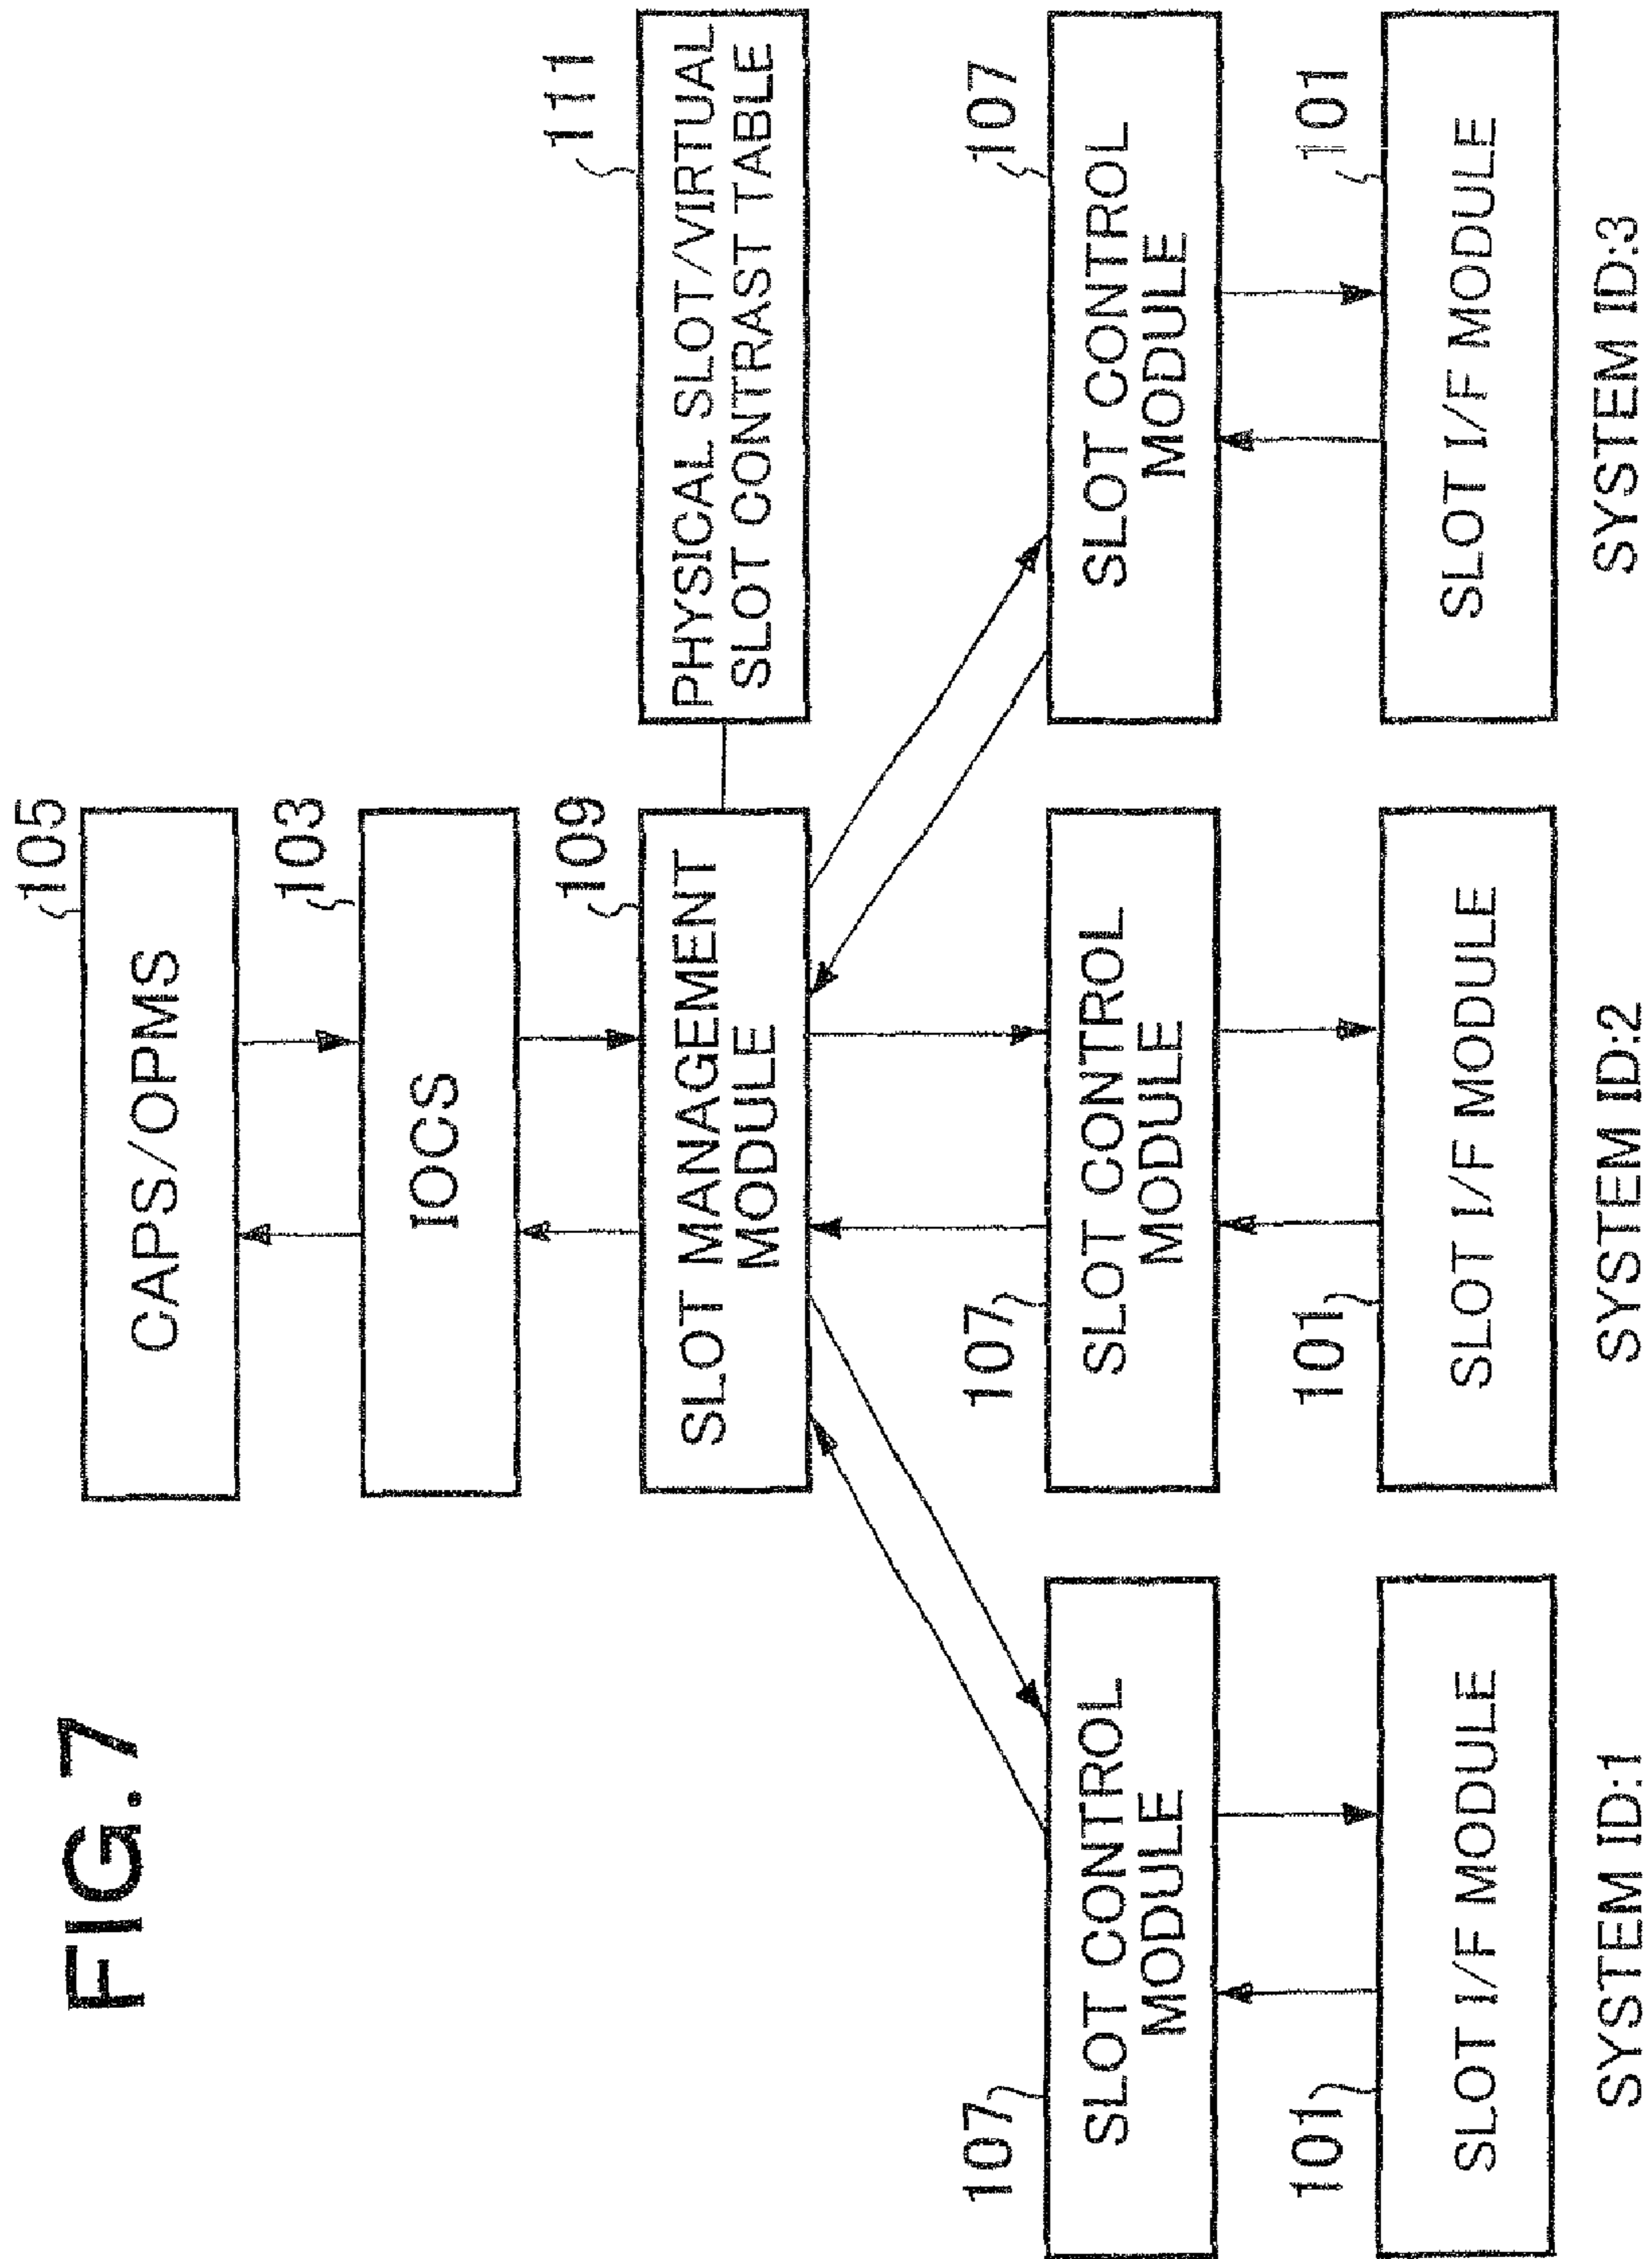 FIG.7
105
CAPS/OPMS
103
IOCS
109
SLOT MANAGEMENT
MODULE
111
PHYSICAL SLOT/VIRTUAL
SLOT CONTRAST TABLE
107
SLOT CONTROL
MODULE
107
SLOT CONTROL
MODULE
107
SLOT CONTROL
MODULE
101
SLOT I/F MODULE
101
SLOT I/F MODULE
101
SLOT I/F MODULE
SYSTEM ID:1
SYSTEM ID:2
SYSTEM ID:3